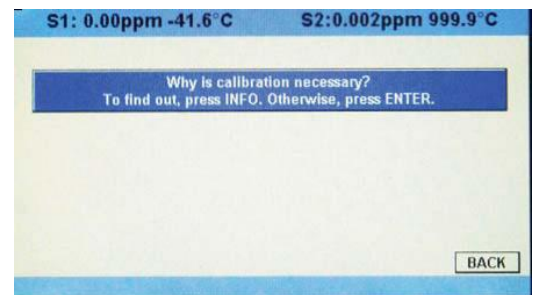 S1: 0.00ppm -41.6°C S2:0.002ppm 999.9°C
Why is calibration necessary?
To find out, press INFO. Otherwise, press ENTER.
BACK